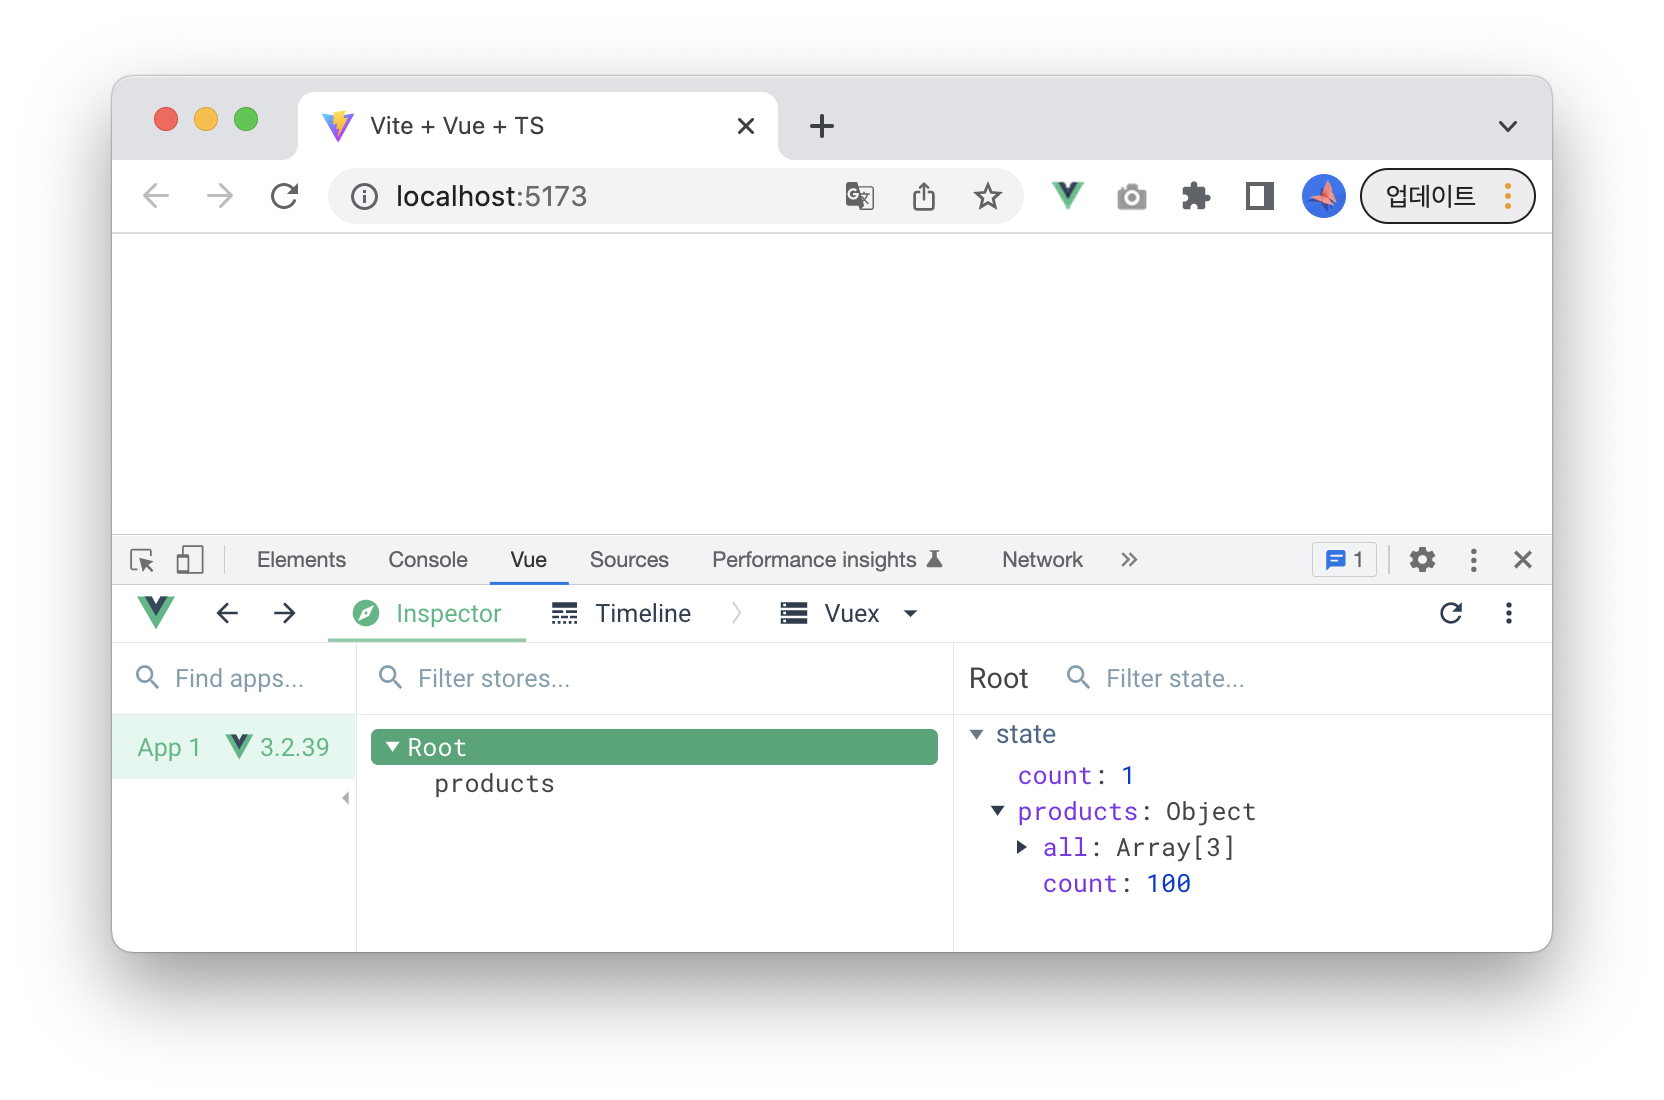 Vite + Vue + TS
localhost:5173
업데이트
Elements Console Vue Sources Performance insights Network 1
Inspector Timeline Vuex
Find apps... Filter stores... Root Filter state...
App 1 3.2.39
Root
products
state
count: 1
products: Object
all: Array[3]
count: 100